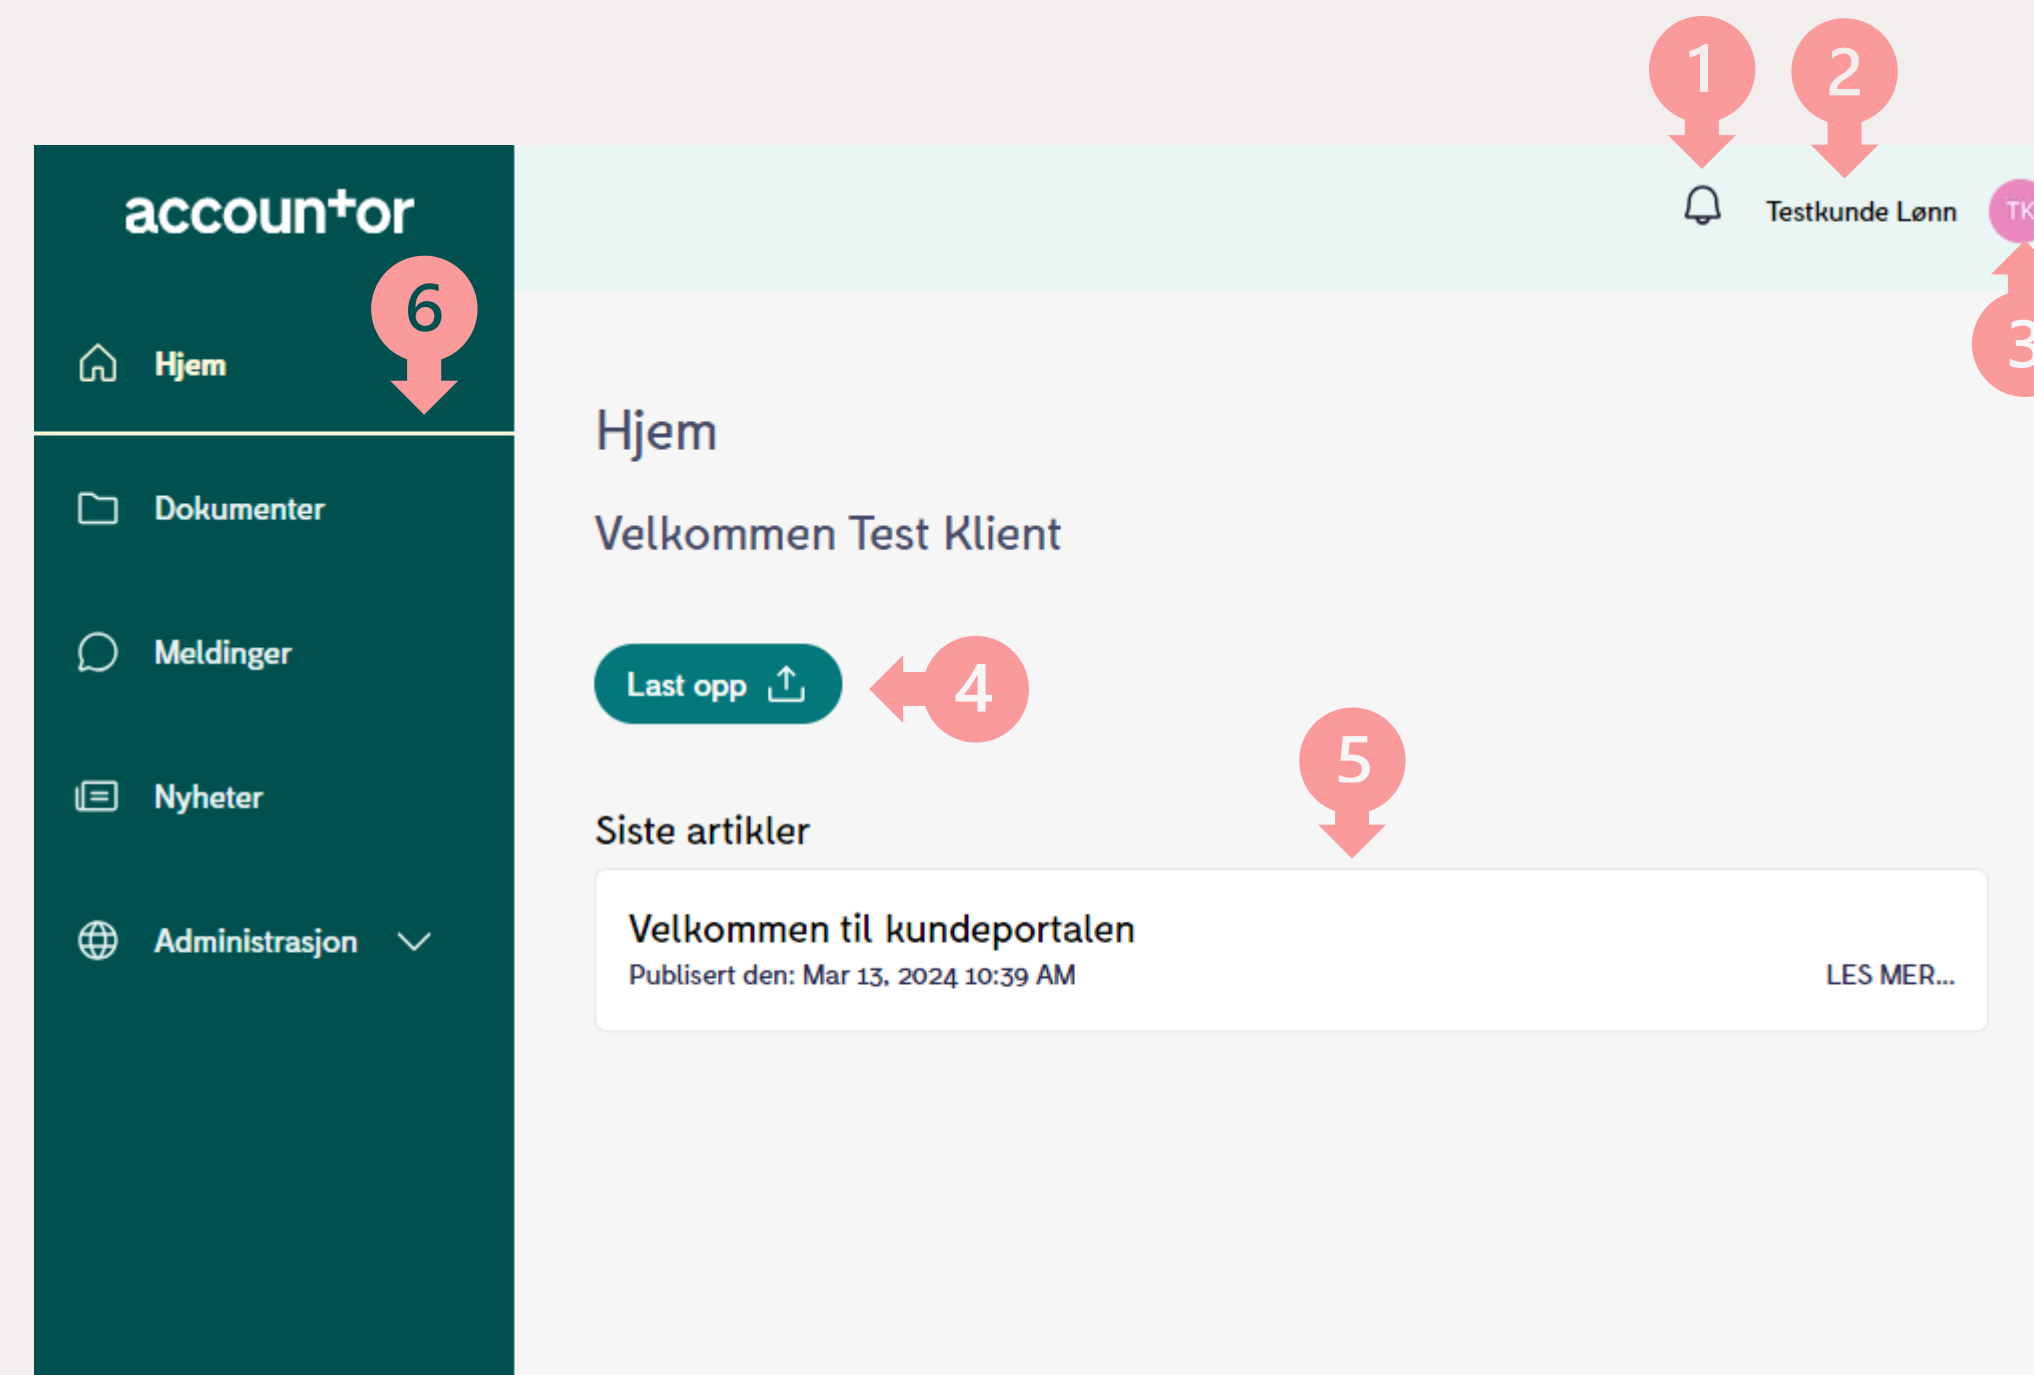 1
2
accountor
Testkunde Lønn
TK
6
3
Hjem
Hjem
Dokumenter
Velkommen Test Klient
Meldinger
Last opp
4
5
Nyheter
Siste artikler
Administrasjon
Velkommen til kundeportalen
Publisert den: Mar 13, 2024 10:39 AM
LES MER...